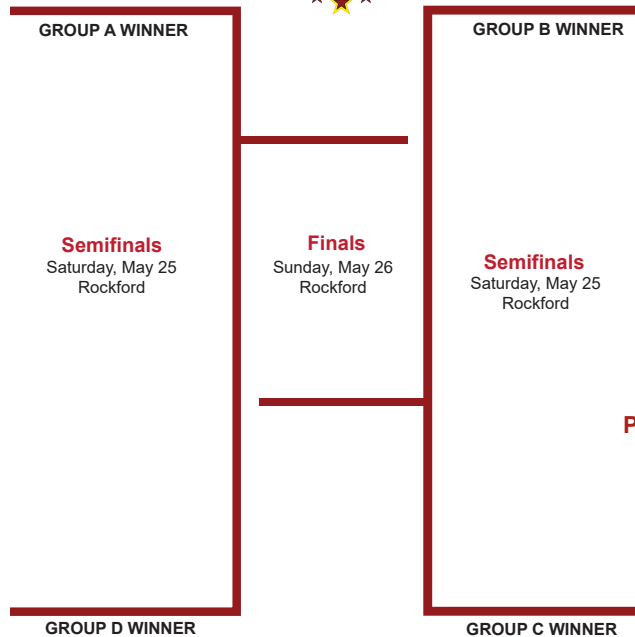 GROUP A WINNER
GROUP B WINNER
Semifinals
Saturday, May 25
Rockford
Finals
Sunday, May 26
Rockford
Semifinals
Saturday, May 25
Rockford
P
GROUP D WINNER
GROUP C WINNER